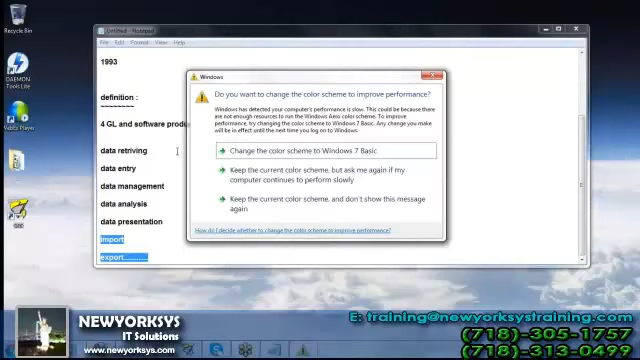 Recycle Bin
DAEMON
Tools Lite
WebEx Player
Untitled - Notepad
File Edit Format View Help
1993
definition :
~~~~~~~~
4 GL and software produ
data retriving
data entry
data management
data analysis
data presentation
import
export..........
Windows
Do you want to change the color scheme to improve performance?
Windows has detected your computer's performance is slow. This could be because
there are not enough resources to run the Windows Aero color scheme. To improve
performance, try changing the color scheme to Windows 7 Basic. Any change you make
will be in effect until the next time you log on to Windows.
Change the color scheme to Windows 7 Basic
Keep the current color scheme, but ask me again if my
computer continues to perform slowly
Keep the current color scheme, and don't show this message
again
How do I decide whether to change the color scheme to improve performance?
NEWYORKSYS
IT Solutions
www.newyorksys.com
E: training@newyorksystraining.com
(718)-305-1757
(718)-313-0499